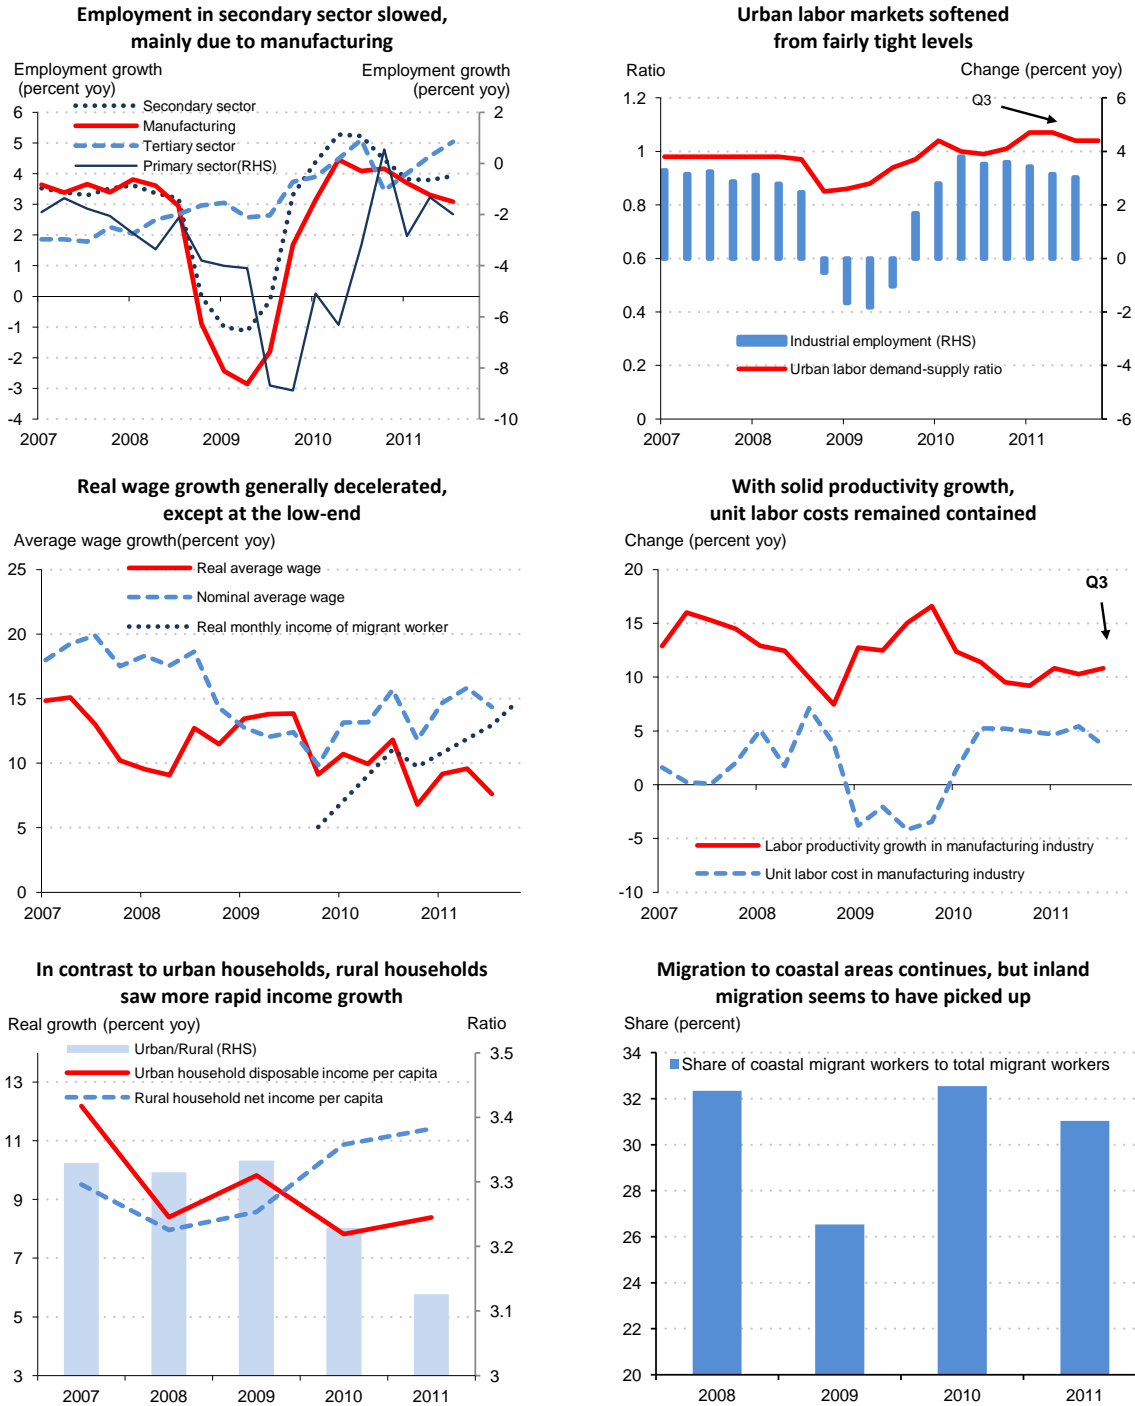 Employment in secondary sector slowed,
mainly due to manufacturing
Employment growth
(percent yoy)
Employment growth
(percent yoy)
Secondary sector
Manufacturing
Tertiary sector
Primary sector(RHS)
6
5
4
3
2
1
0
-1
-2
-3
-4
2
0
-2
-4
-6
-8
-10
2007 2008 2009 2010 2011
Urban labor markets softened
from fairly tight levels
Ratio
Change (percent yoy)
Q3
1.2
1
0.8
0.6
0.4
0.2
0
6
4
2
0
-2
-4
-6
Industrial employment (RHS)
Urban labor demand-supply ratio
2007 2008 2009 2010 2011
Real wage growth generally decelerated,
except at the low-end
Average wage growth(percent yoy)
25
20
15
10
5
0
Real average wage
Nominal average wage
Real monthly income of migrant worker
2007 2008 2009 2010 2011
With solid productivity growth,
unit labor costs remained contained
Change (percent yoy)
20
15
10
5
0
-5
-10
Q3
Labor productivity growth in manufacturing industry
Unit labor cost in manufacturing industry
2007 2008 2009 2010 2011
In contrast to urban households, rural households
saw more rapid income growth
Real growth (percent yoy)
Ratio
Urban/Rural (RHS)
Urban household disposable income per capita
Rural household net income per capita
13
11
9
7
5
3
3.5
3.4
3.3
3.2
3.1
3
2007 2008 2009 2010 2011
Migration to coastal areas continues, but inland
migration seems to have picked up
Share (percent)
34
32
30
28
26
24
22
20
Share of coastal migrant workers to total migrant workers
2008 2009 2010 2011